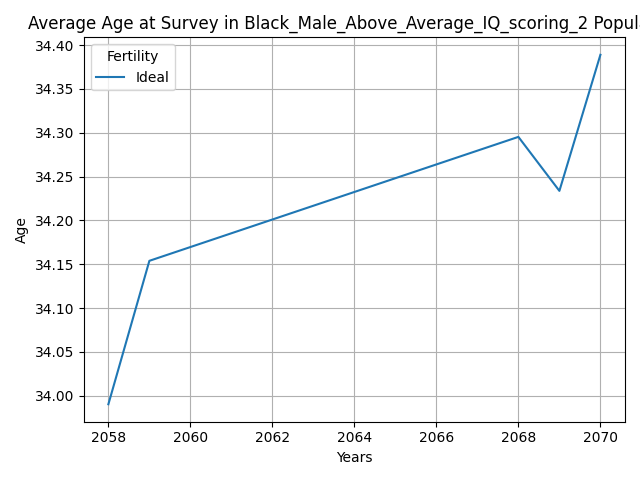 Average Age at Survey in Black_Male_Above_Average_IQ_scoring_2 Popula
Fertility
Ideal
34.40
34.35
34.30
34.25
34.20
34.15
34.10
34.05
34.00
Age
2058 2060 2062 2064 2066 2068 2070
Years